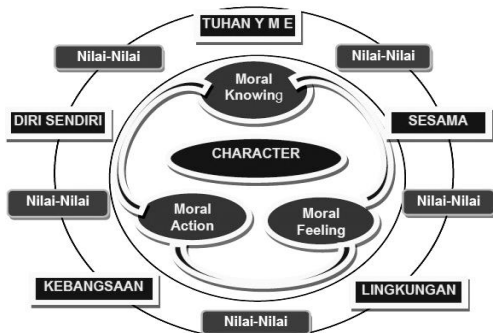 TUHAN Y M E
Nilai-Nilai
Nilai-Nilai
Moral
Knowing
DIRI SENDIRI
SESAMA
CHARACTER
Nilai-Nilai
Nilai-Nilai
Moral
Action
Moral
Feeling
KEBANGSAAN
LINGKUNGAN
Nilai-Nilai